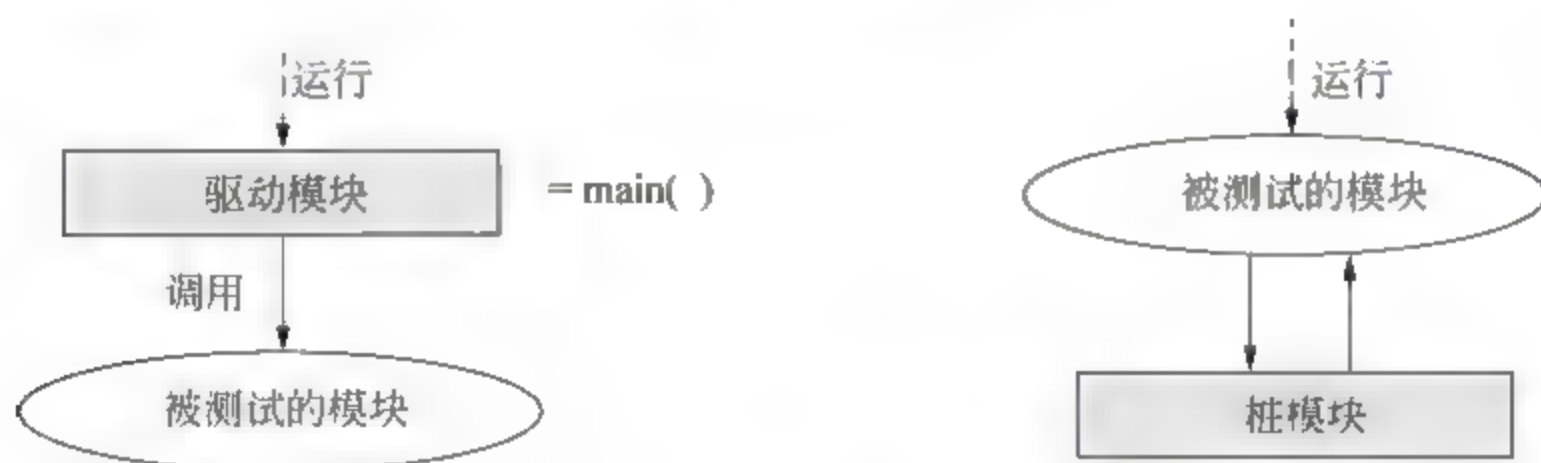 运行
驱动模块
= main( )
调用
被测试的模块
运行
被测试的模块
桩模块